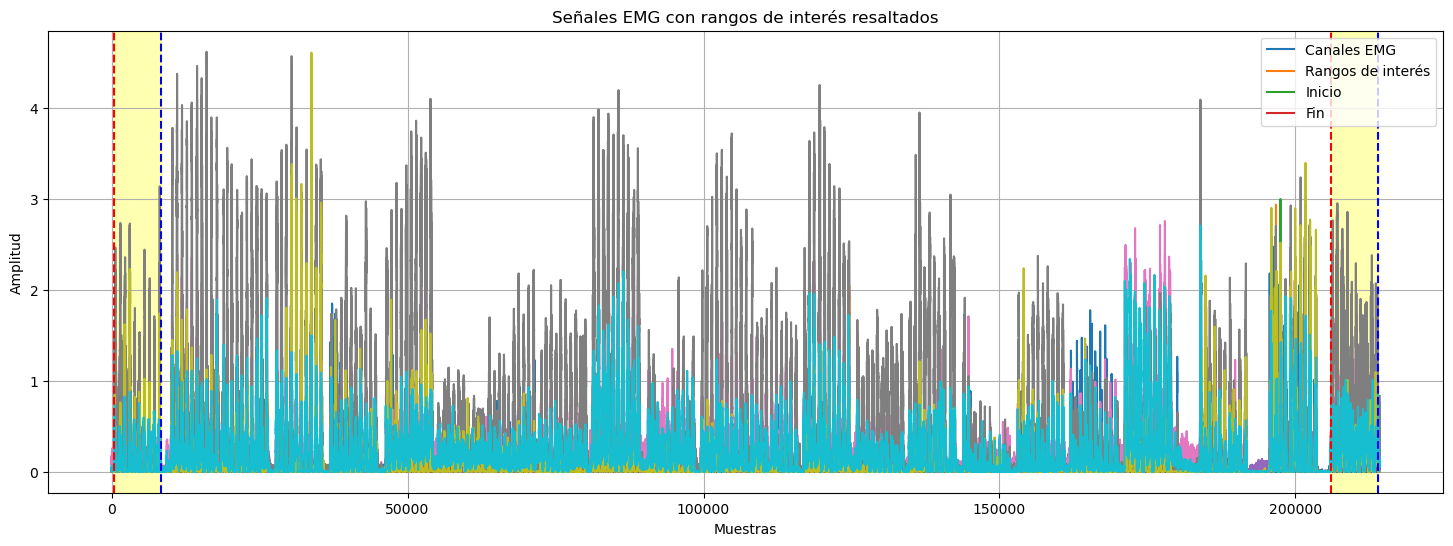 Señales EMG con rangos de interés resaltados
Canales EMG
Rangos de interés
Inicio
Fin
Amplitud
4
3
2
1
0
0
50000
100000
150000
200000
Muestras